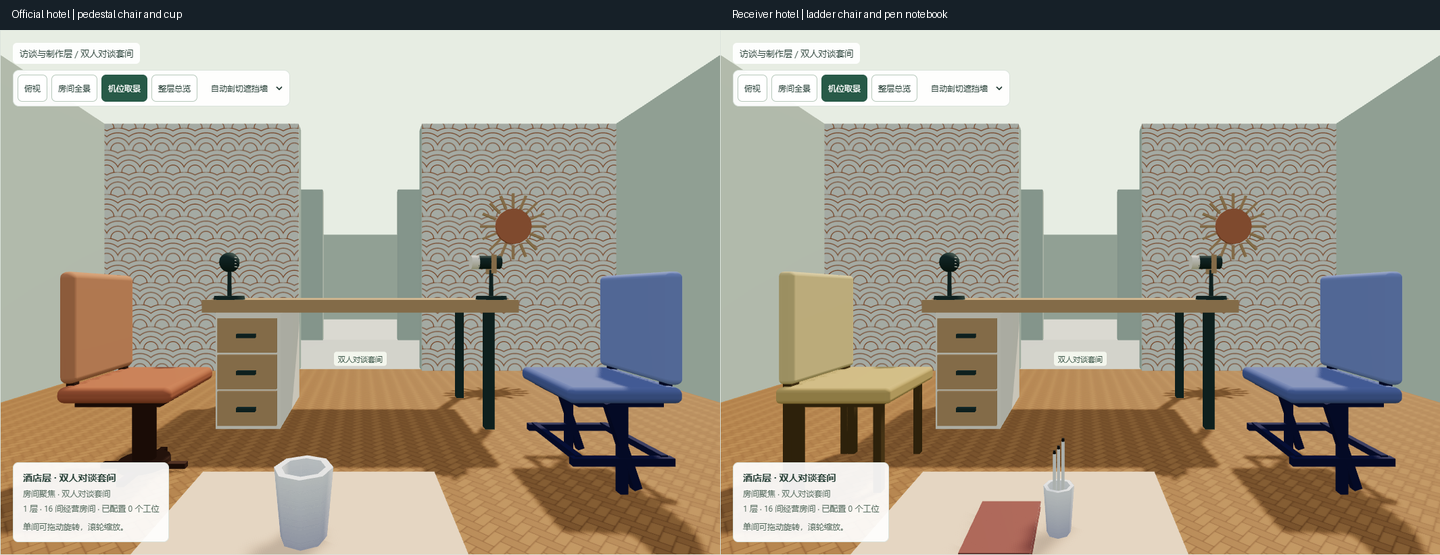 Official hotel | pedestal chair and cup
访谈与制作层 / 双人对谈套间
俯视 房间全景 机位取景 整层总览 自动剖切遮挡墙
双人对谈套间
酒店层 · 双人对谈套间
房间聚焦 · 双人对谈套间
1 层 · 16 间经营房间 · 已配置 0 个工位
单间可拖动旋转，滚轮缩放。
Receiver hotel | ladder chair and pen notebook
访谈与制作层 / 双人对谈套间
俯视 房间全景 机位取景 整层总览 自动剖切遮挡墙
双人对谈套间
酒店层 · 双人对谈套间
房间聚焦 · 双人对谈套间
1 层 · 16 间经营房间 · 已配置 0 个工位
单间可拖动旋转，滚轮缩放。